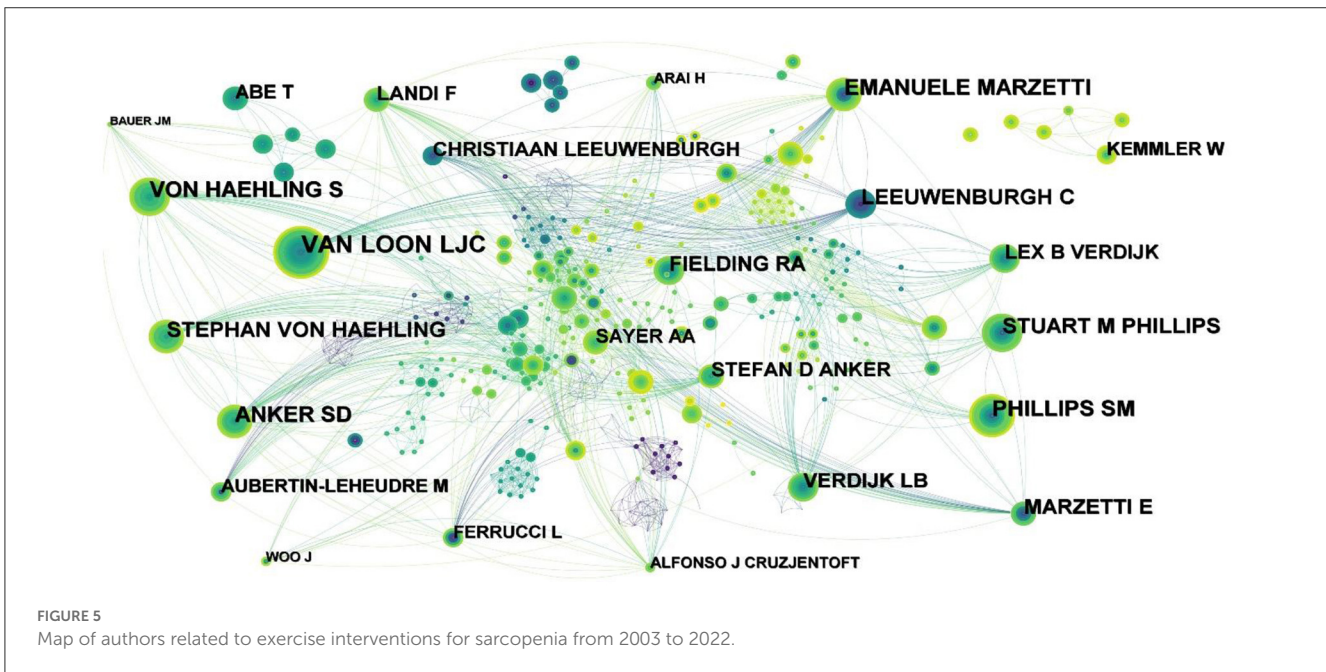 ARAI H
EMANUELE MARZETTI
ABE T
LANDI F
BAUER JM
CHRISTIAAN LEEUWENBURGH
KEMMLER W
VON HAEHLING S
LEEUWENBURGH C
VAN LOON LJC
LEX B VERDIJK
FIELDING RA
STEPHAN VON HAEHLING
STUART M PHILLIPS
SAYER AA
STEFAN D ANKER
ANKER SD
PHILLIPS SM
VERDIJK LB
AUBERTIN-LEHEUDRE M
MARZETTI E
FERRUCCI L
WOO J
ALFONSO J CRUZJENTOFT
FIGURE 5
Map of authors related to exercise interventions for sarcopenia from 2003 to 2022.